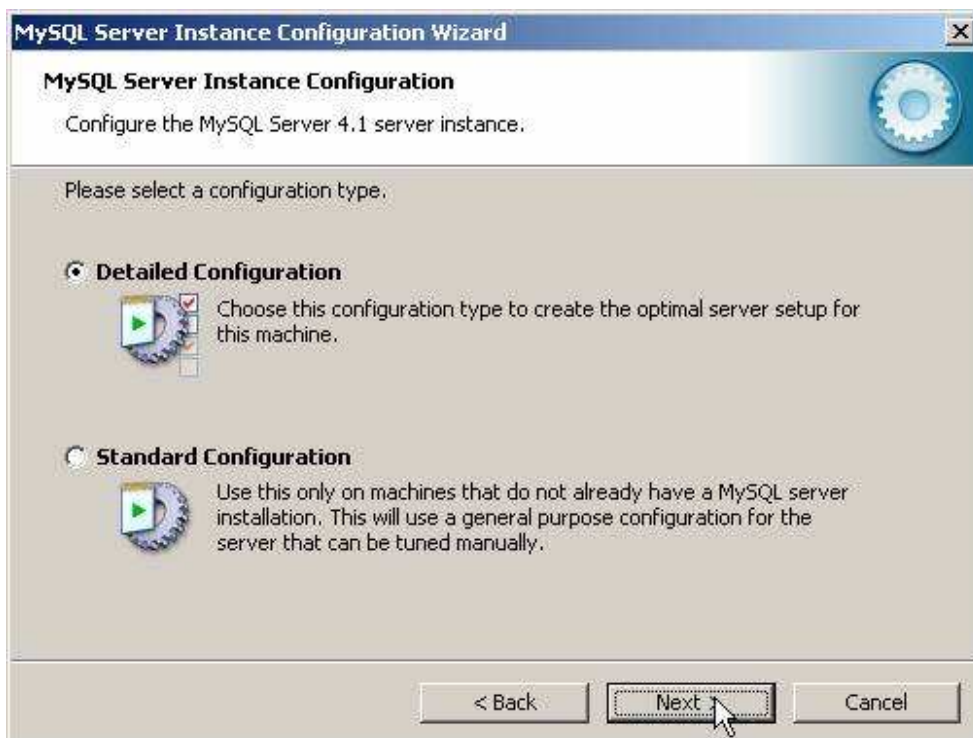 MySQL Server Instance Configuration Wizard
MySQL Server Instance Configuration
Configure the MySQL Server 4.1 server instance.
Please select a configuration type.
Detailed Configuration
Choose this configuration type to create the optimal server setup for
this machine.
Standard Configuration
Use this only on machines that do not already have a MySQL server
installation. This will use a general purpose configuration for the
server that can be tuned manually.
< Back
Next >
Cancel